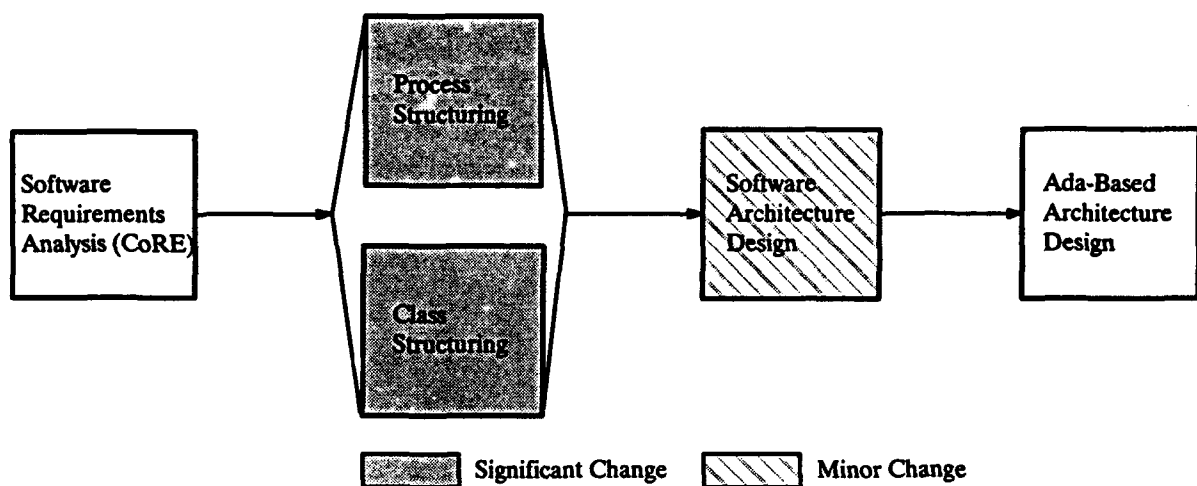 Process
Structuring
Software
Requirements
Analysis (CoRE)
Software
Architecture
Design
Ada-Based
Architecture
Design
Class
Structuring
Significant Change
Minor Change